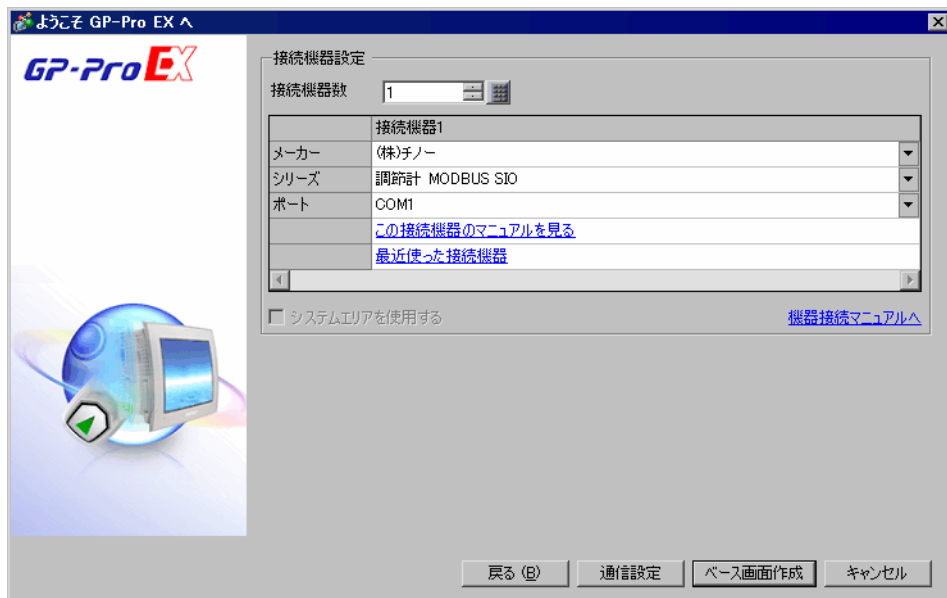 ようこそ GP-Pro EX へ
GP-Pro EX
接続機器設定
接続機器数 1
接続機器1
メーカー (株)チノー
シリーズ 調節計 MODBUS SIO
ポート COM1
この接続機器のマニュアルを見る
最近使った接続機器
システムエリアを使用する 機器接続マニュアルへ
戻る (B) 通信設定 ベース画面作成 キャンセル